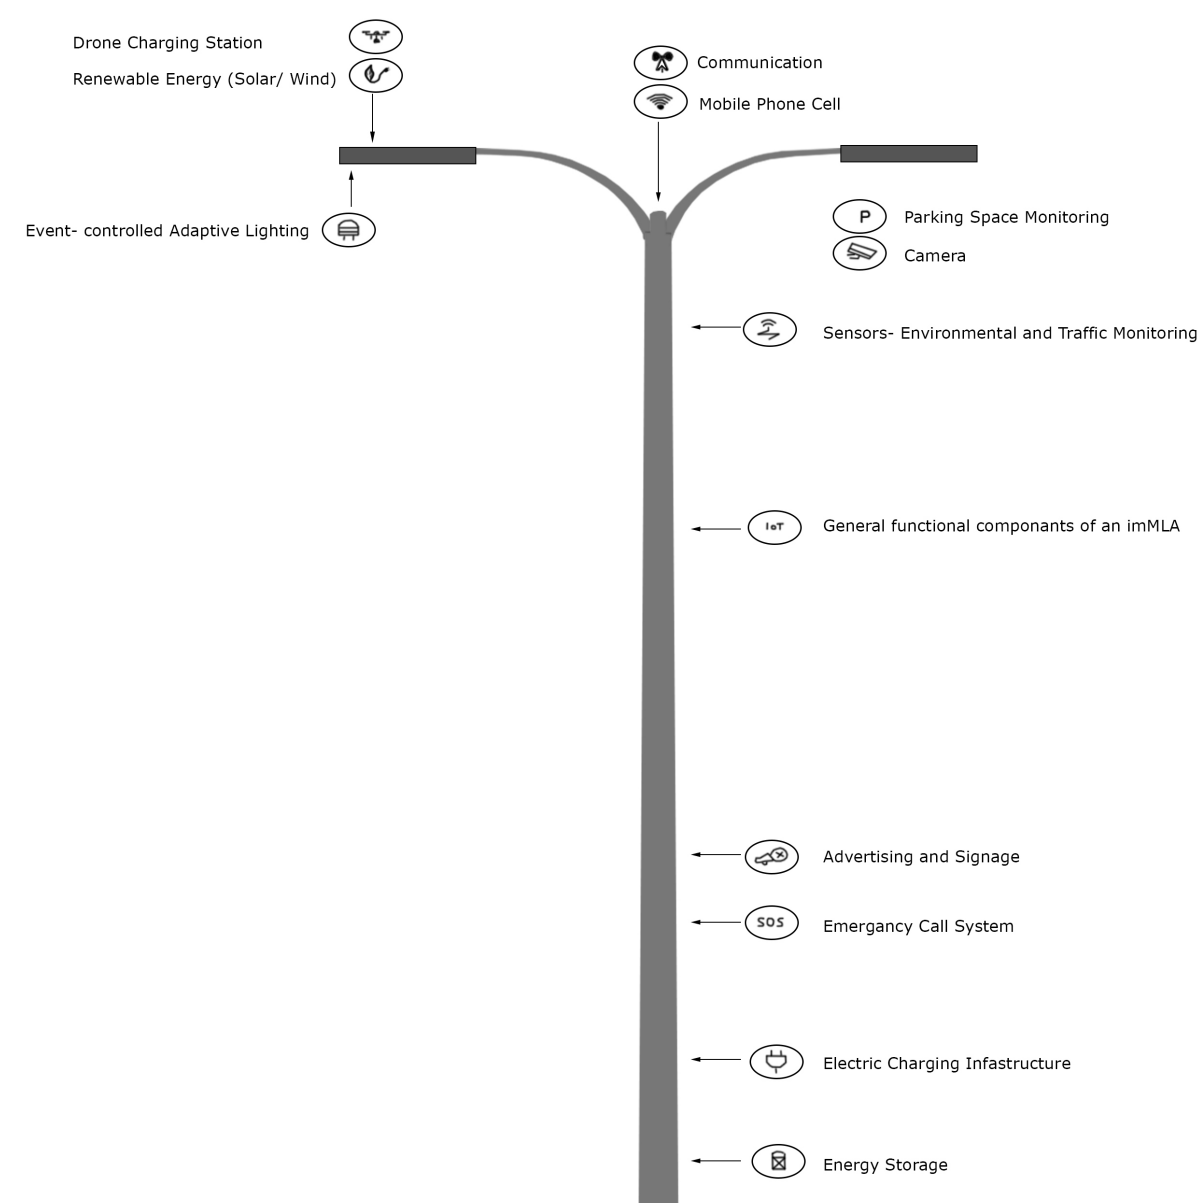 Drone Charging Station
Renewable Energy (Solar/ Wind)
Communication
Mobile Phone Cell
Event- controlled Adaptive Lighting
P
Parking Space Monitoring
Camera
Sensors- Environmental and Traffic Monitoring
IoT
General functional componants of an imMLA
Advertising and Signage
SOS
Emergancy Call System
Electric Charging Infastructure
Energy Storage